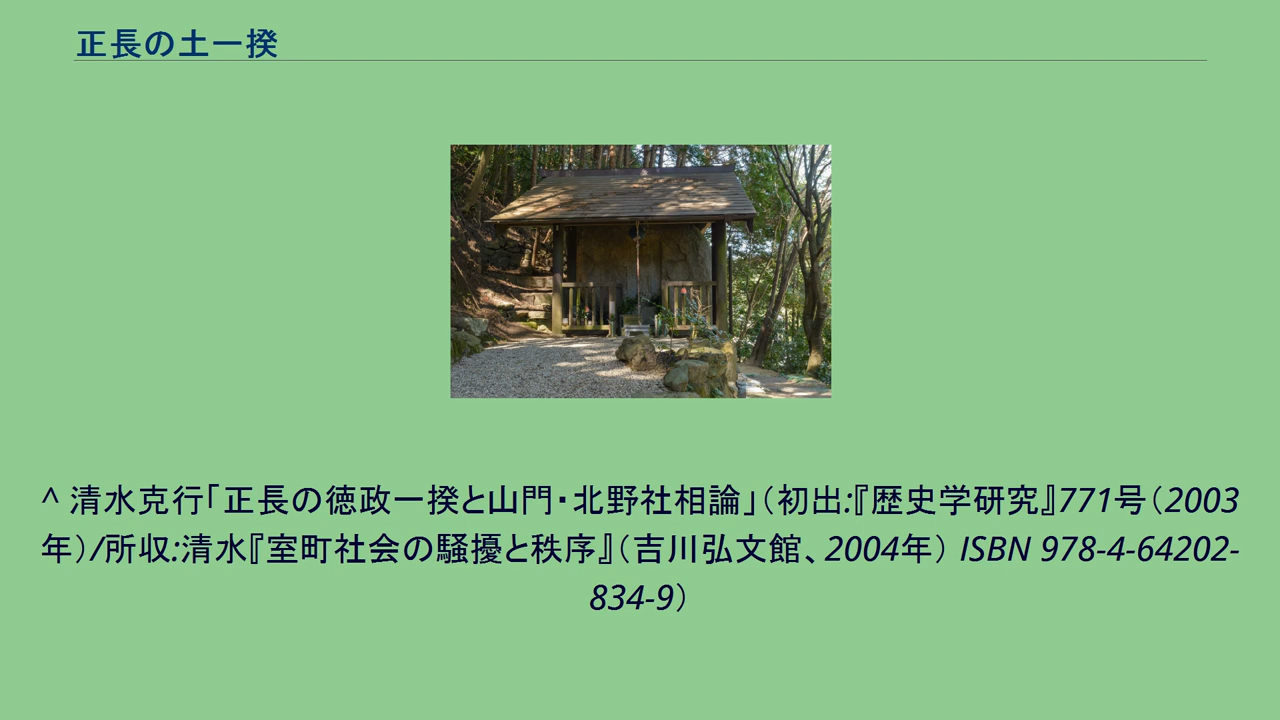 正長の土一揆
^ 清水克行「正長の徳政一揆と山門・北野社相論」（初出:『歴史学研究』771号（2003
年）/所収:清水『室町社会の騒擾と秩序』（吉川弘文館、2004年） ISBN 978-4-64202-
834-9）